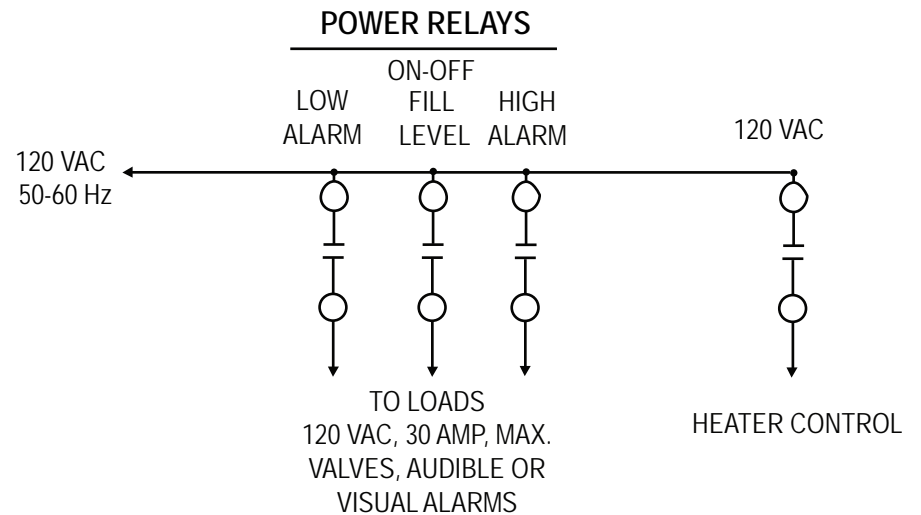 POWER RELAYS
ON-OFF
LOW FILL HIGH
ALARM LEVEL ALARM
120 VAC
120 VAC
50-60 Hz
TO LOADS
120 VAC, 30 AMP, MAX.
VALVES, AUDIBLE OR
VISUAL ALARMS
HEATER CONTROL